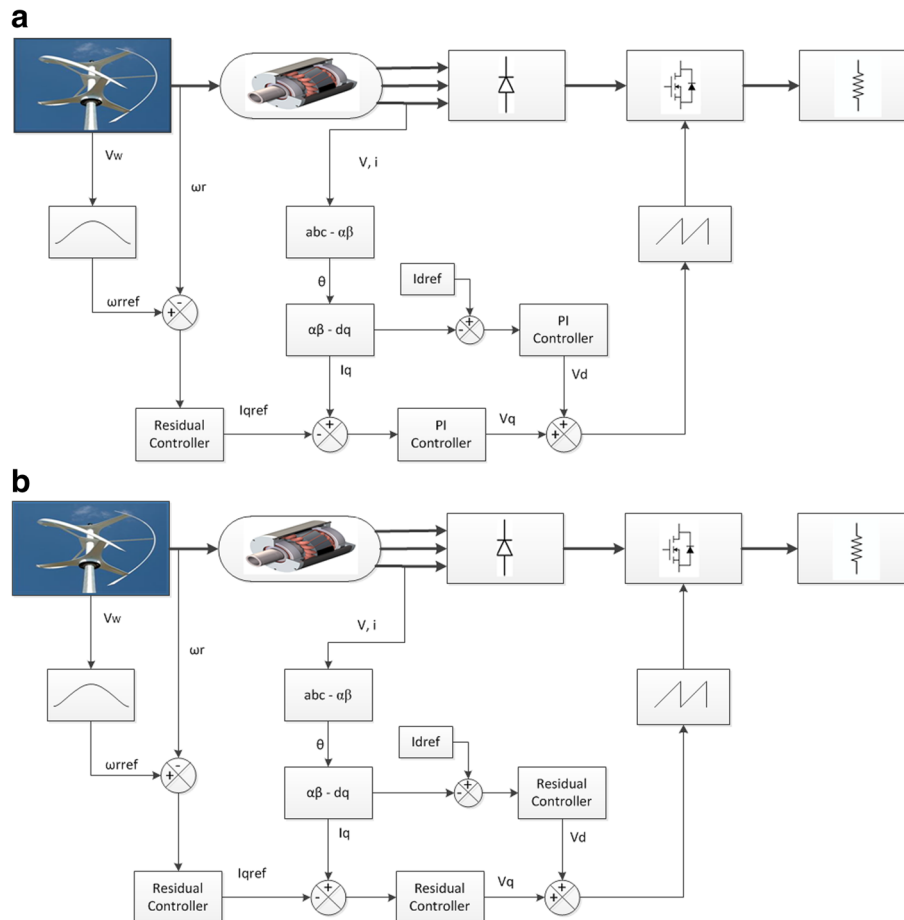 a
Vw
ωr
V, i
abc - αβ
θ
Idref
ωrref
-
+
αβ - dq
-
+
PI
Controller
Iq
Vd
Residual
Controller
Iqref
+
-
PI
Controller
Vq
+
+
b
Vw
ωr
V, i
abc - αβ
θ
Idref
ωrref
-
+
αβ - dq
-
+
Residual
Controller
Iq
Vd
Residual
Controller
Iqref
+
-
Residual
Controller
Vq
+
+